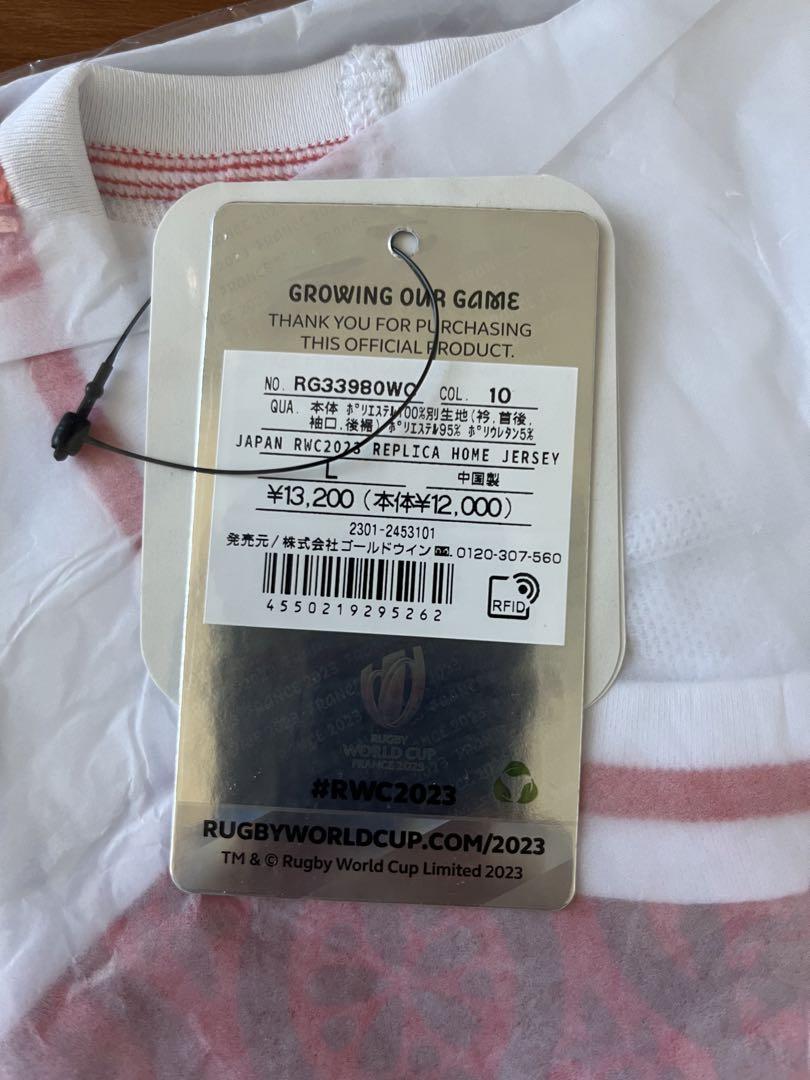 GROWING OUR GAME
THANK YOU FOR PURCHASING
THIS OFFICIAL PRODUCT.
NO. RG33980WC COL. 10
QUA. 本体 ポリエステル100%別生地(衿,首後,
袖口,後裾) ポリエステル95% ポリウレタン5%
JAPAN RWC2023 REPLICA HOME JERSEY
L 中国製
¥13,200(本体¥12,000)
2301-2453101
発売元/株式会社ゴールドウイン 0120-307-560
4550219295262
RFID
RUGBY
WORLD CUP
FRANCE 2023
#RWC2023
RUGBYWORLDCUP.COM/2023
TM & © Rugby World Cup Limited 2023